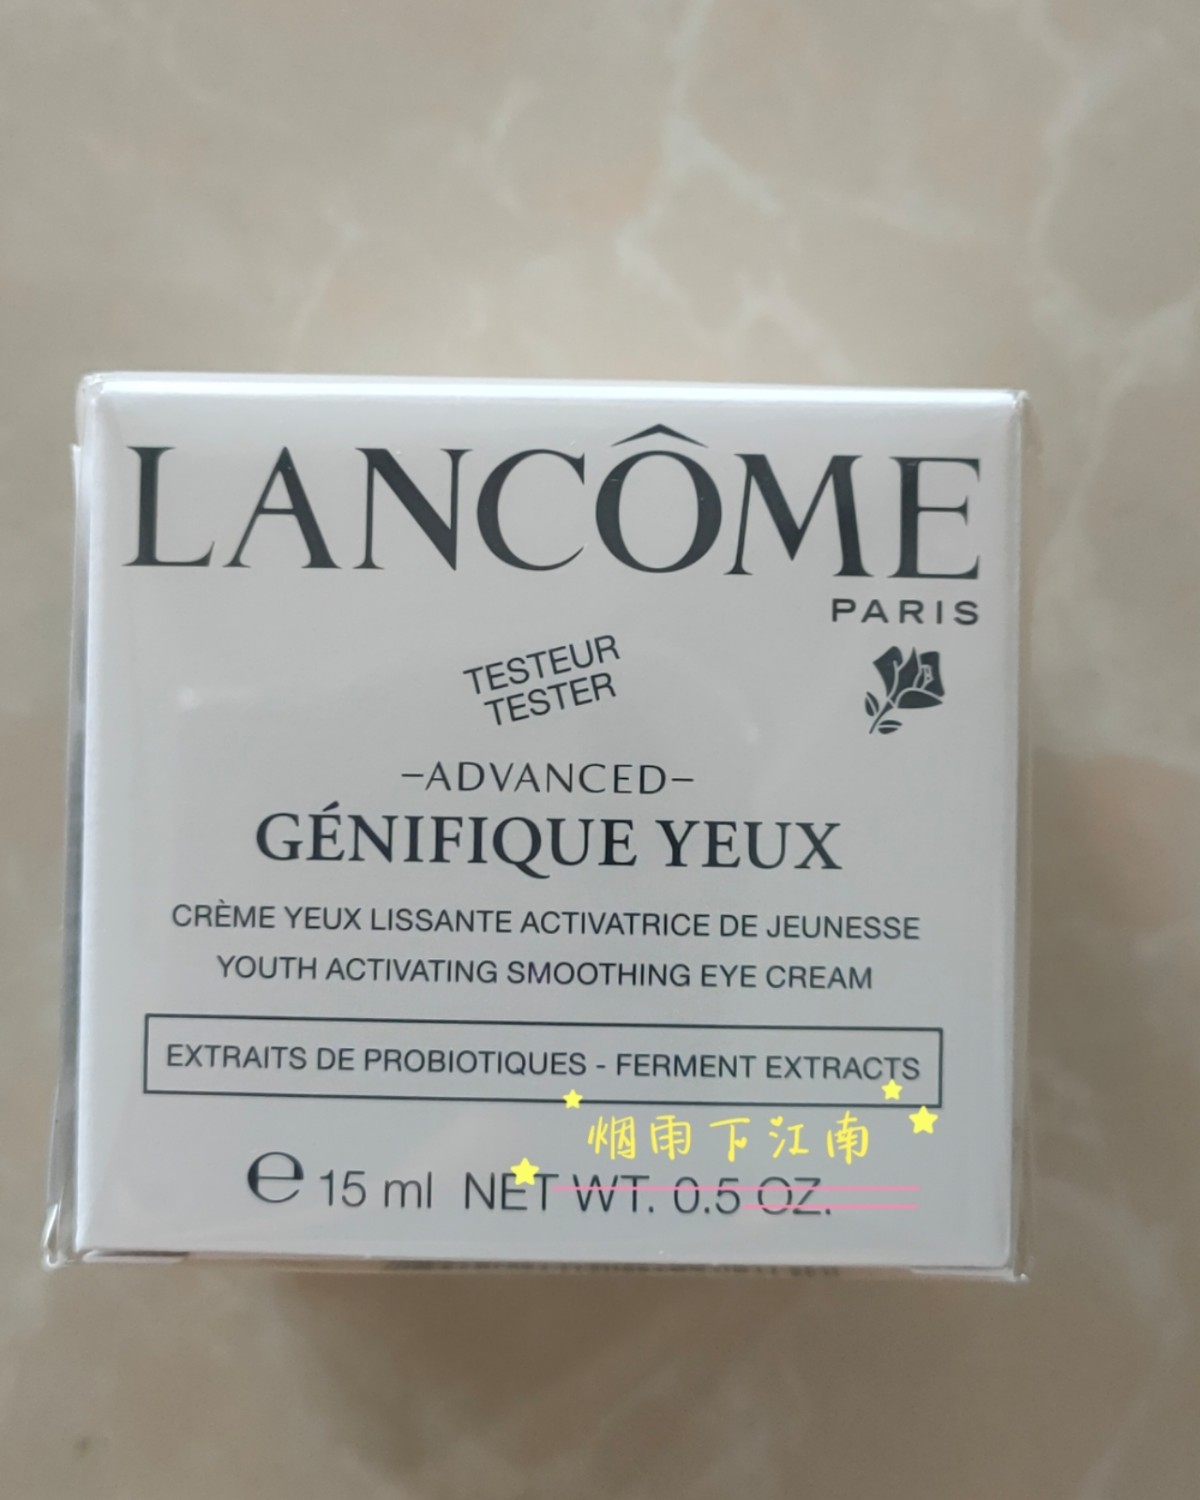 LANCÔME
PARIS
TESTEUR
TESTER
-ADVANCED-
GÉNIFIQUE YEUX
CRÈME YEUX LISSANTE ACTIVATRICE DE JEUNESSE
YOUTH ACTIVATING SMOOTHING EYE CREAM
EXTRAITS DE PROBIOTIQUES - FERMENT EXTRACTS
烟雨下江南
℮ 15 ml NET WT. 0.5 OZ.